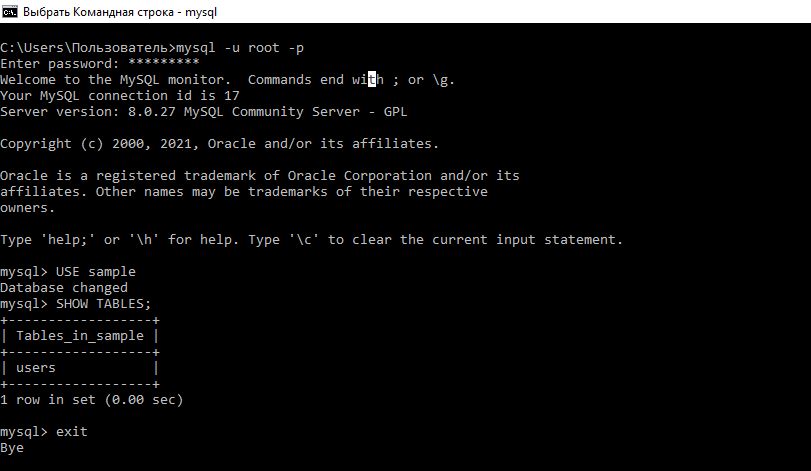 Выбрать Командная строка - mysql
C:\Users\Пользователь>mysql -u root -p
Enter password: *********
Welcome to the MySQL monitor.  Commands end with ; or \g.
Your MySQL connection id is 17
Server version: 8.0.27 MySQL Community Server - GPL
Copyright (c) 2000, 2021, Oracle and/or its affiliates.
Oracle is a registered trademark of Oracle Corporation and/or its
affiliates. Other names may be trademarks of their respective
owners.
Type 'help;' or '\h' for help. Type '\c' to clear the current input statement.
mysql> USE sample
Database changed
mysql> SHOW TABLES;
+------------------+
| Tables_in_sample |
+------------------+
| users            |
+------------------+
1 row in set (0.00 sec)
mysql> exit
Bye